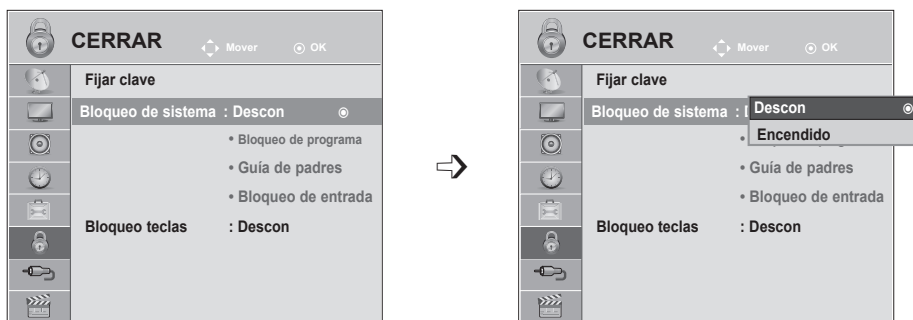 CERRAR
Mover OK
Fijar clave
Bloqueo de sistema : Descon
• Bloqueo de programa
• Guía de padres
• Bloqueo de entrada
Bloqueo teclas : Descon
CERRAR
Mover OK
Fijar clave
Bloqueo de sistema :
Descon
Encendido
• Guía de padres
• Bloqueo de entrada
Bloqueo teclas : Descon